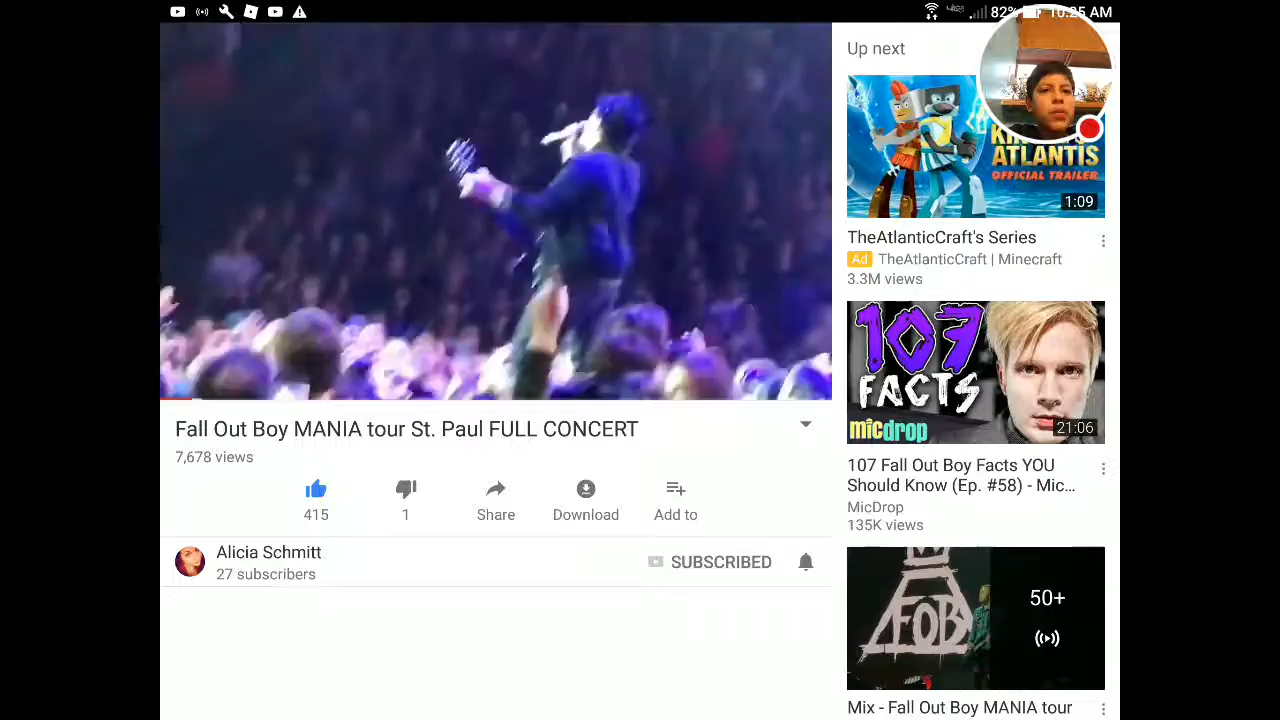 82%
10:25 AM
Up next
ATLANTIS
OFFICIAL TRAILER
1:09
TheAtlanticCraft's Series
Ad TheAtlanticCraft | Minecraft
3.3M views
107
FACTS
micdrop
21:06
107 Fall Out Boy Facts YOU
Should Know (Ep. #58) - Mic...
MicDrop
135K views
FOB
50+
Mix - Fall Out Boy MANIA tour
Fall Out Boy MANIA tour St. Paul FULL CONCERT
7,678 views
415
1
Share
Download
Add to
Alicia Schmitt
27 subscribers
SUBSCRIBED